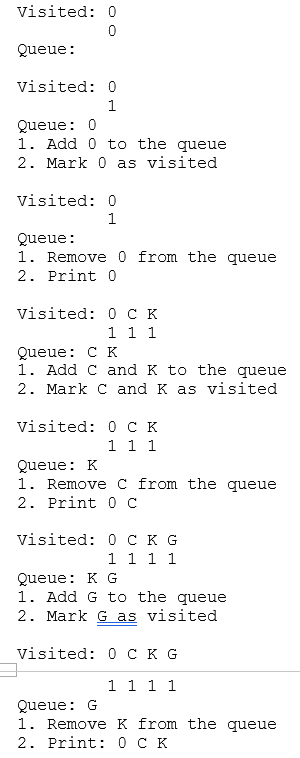 Visited: 0
0
Queue:
Visited: 0
1
Queue: 0
1. Add 0 to the queue
2. Mark 0 as visited
Visited: 0
1
Queue:
1. Remove 0 from the queue
2. Print 0
Visited: 0 C K
1 1 1
Queue: C K
1. Add C and K to the queue
2. Mark C and K as visited
Visited: 0 C K
1 1 1
Queue: K
1. Remove C from the queue
2. Print 0 C
Visited: 0 C K G
1 1 1 1
Queue: K G
1. Add G to the queue
2. Mark G as visited
Visited: 0 C K G
1 1 1 1
Queue: G
1. Remove K from the queue
2. Print: 0 C K